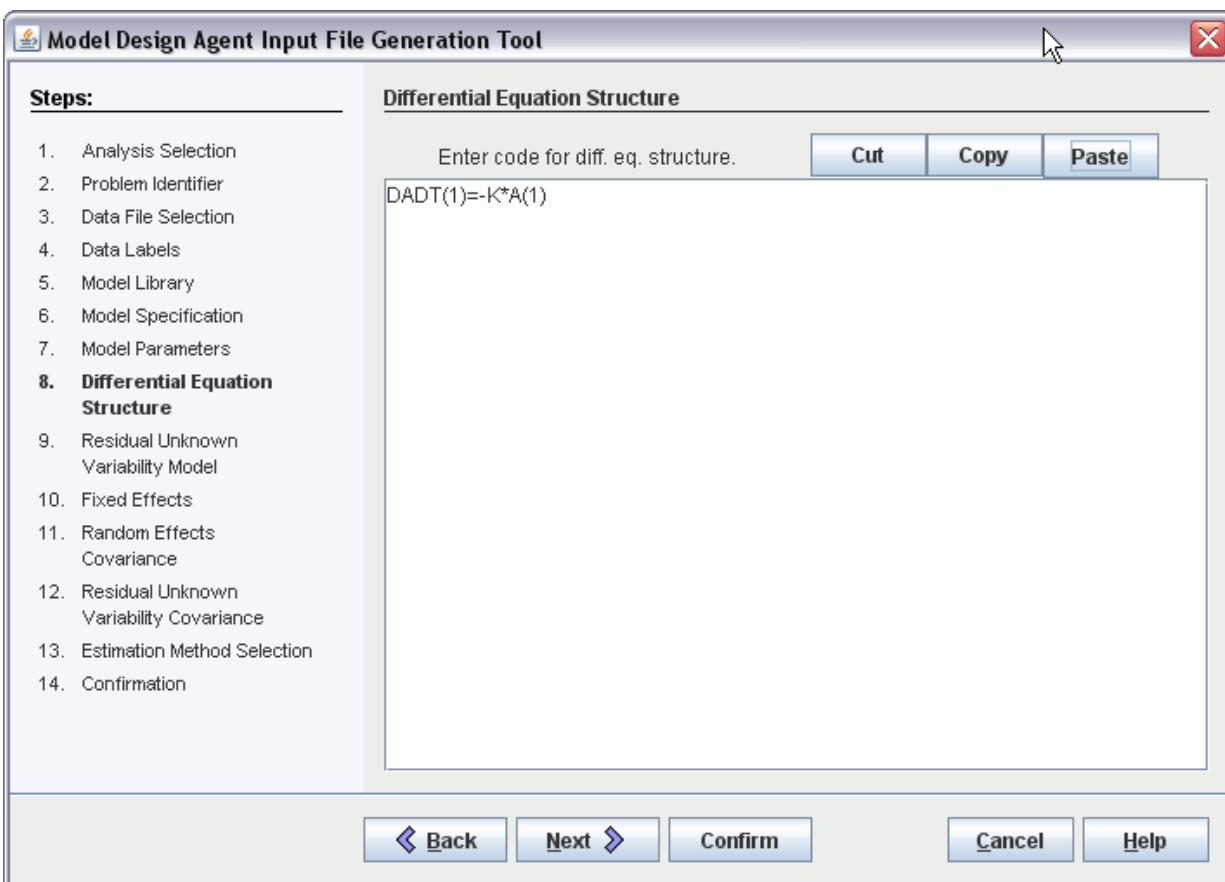 Model Design Agent Input File Generation Tool
Steps:
1. Analysis Selection
2. Problem Identifier
3. Data File Selection
4. Data Labels
5. Model Library
6. Model Specification
7. Model Parameters
8. Differential Equation
Structure
9. Residual Unknown
Variability Model
10. Fixed Effects
11. Random Effects
Covariance
12. Residual Unknown
Variability Covariance
13. Estimation Method Selection
14. Confirmation
Differential Equation Structure
Enter code for diff. eq. structure. Cut Copy Paste
DADT(1)=-K*A(1)
Back Next Confirm Cancel Help